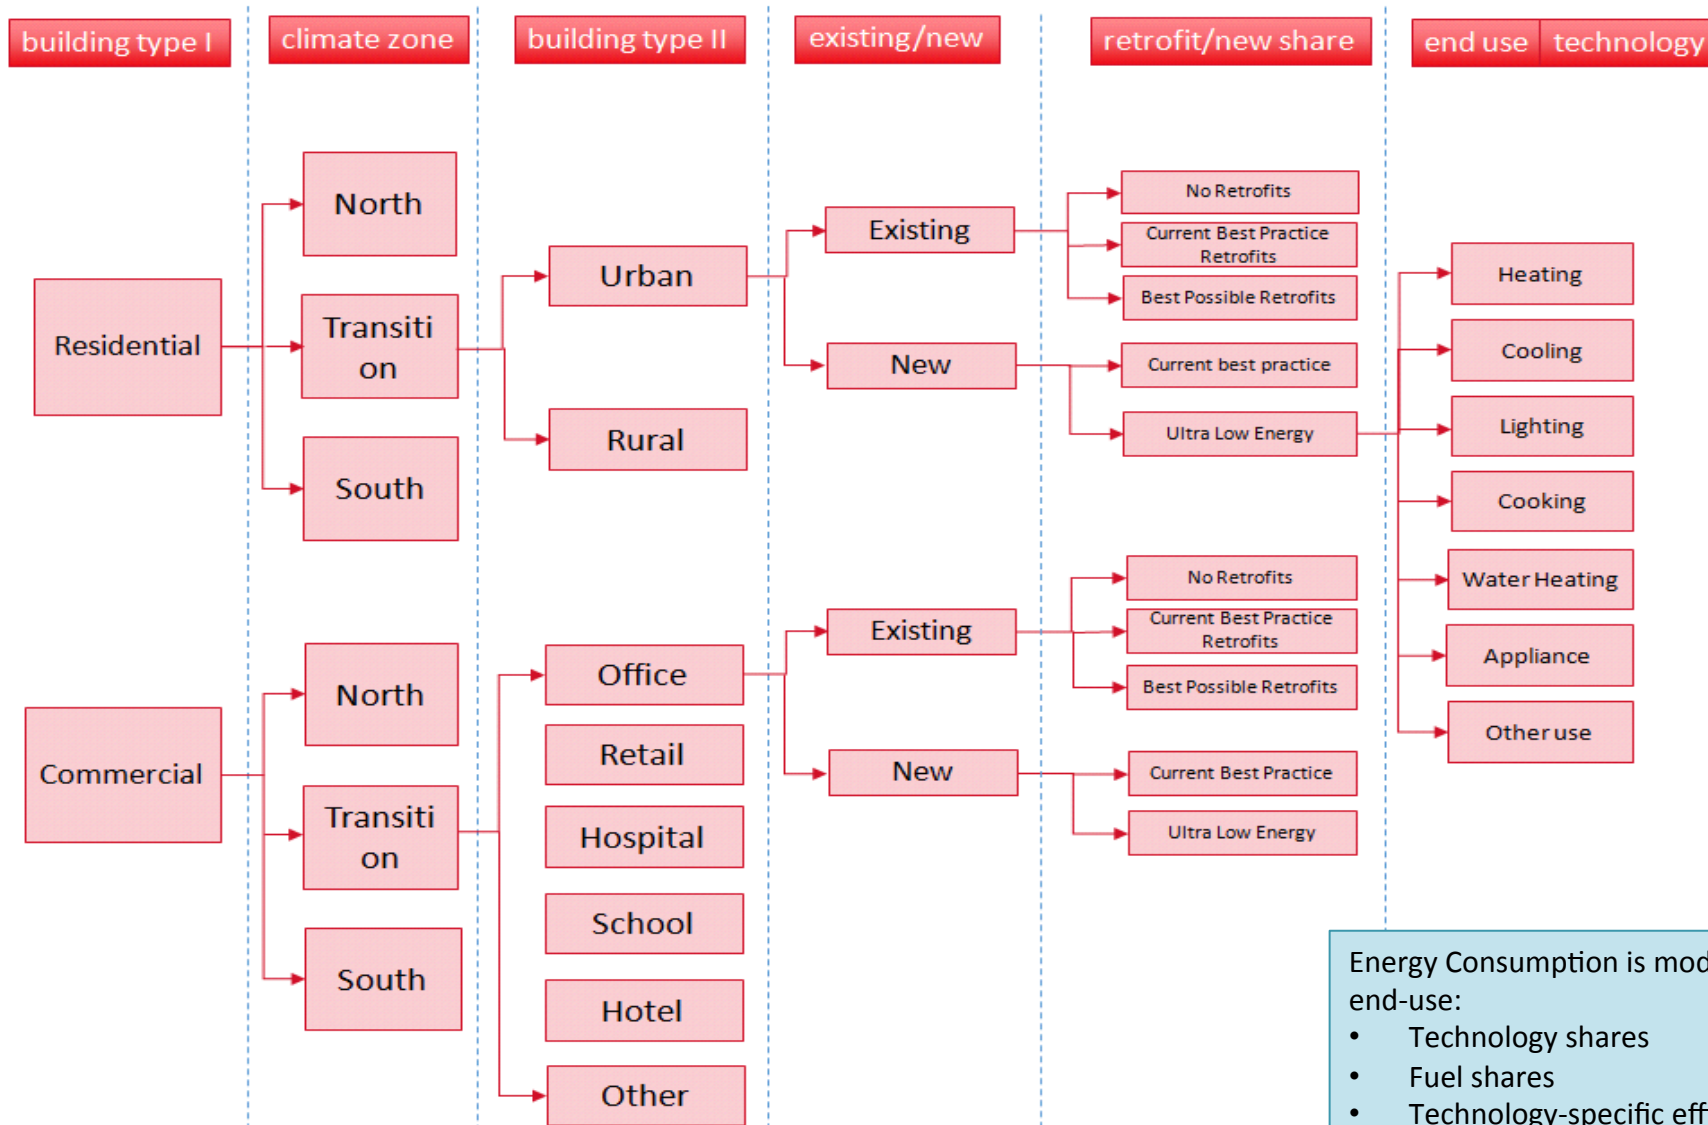 building type I
climate zone
building type II
existing/new
retrofit/new share
end use
technology
Residential
North
Transiti
on
South
Urban
Rural
Existing
New
No Retrofits
Current Best Practice
Retrofits
Best Possible Retrofits
Current best practice
Ultra Low Energy
Heating
Cooling
Lighting
Cooking
Water Heating
Appliance
Other use
Commercial
North
Transiti
on
South
Office
Retail
Hospital
School
Hotel
Other
Existing
New
No Retrofits
Current Best Practice
Retrofits
Best Possible Retrofits
Current Best Practice
Ultra Low Energy
Energy Consumption is mod
end-use:
• Technology shares
• Fuel shares
• Technology-specific eff